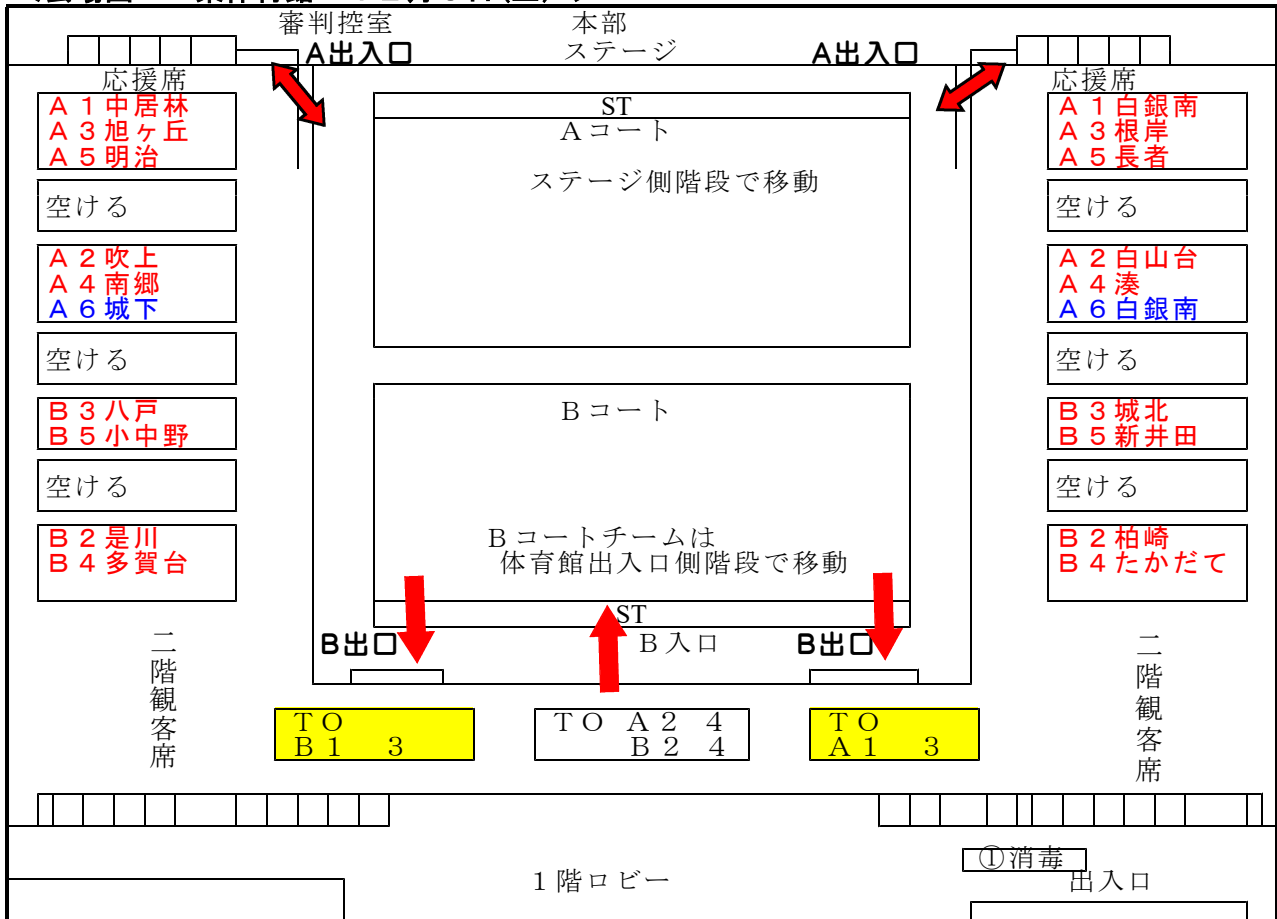 審判控室
本部
A出入口
ステージ
A出入口
応援席
応援席
A1中居林
A3旭ヶ丘
A5明治
ST
Aコート
ステージ側階段で移動
A1白銀南
A3根岸
A5長者
空ける
空ける
A2吹上
A4南郷
A6城下
A2白山台
A4湊
A6白銀南
空ける
空ける
B3八戸
B5小中野
Bコート
B3城北
B5新井田
空ける
空ける
B2是川
B4多賀台
Bコートチームは
体育館出入口側階段で移動
B2柏崎
B4たかだて
ST
B出口
B入口
B出口
二階観客席
二階観客席
TO
B1 3
TO A2 4
B2 4
TO
A1 3
①消毒
1階ロビー
出入口